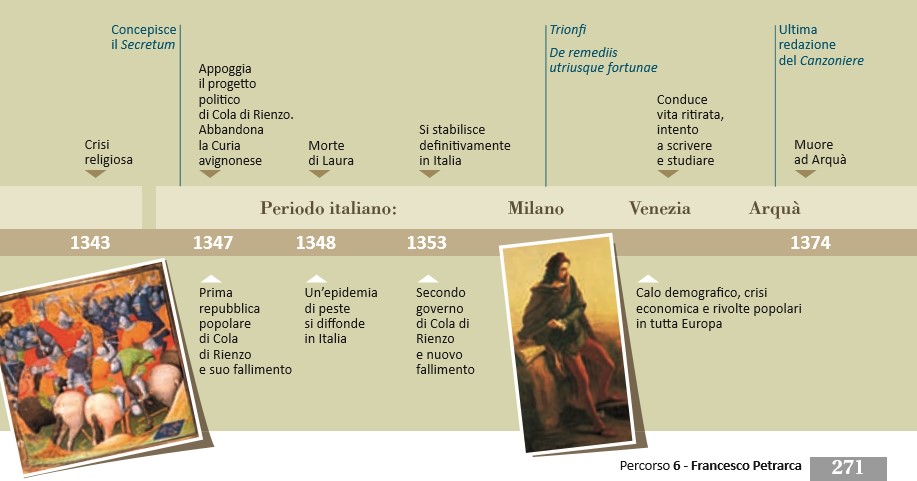 Concepisce
il Secretum
Trionfi
De remediis
utriusque fortunae
Ultima
redazione
del Canzoniere
Crisi
religiosa
Appoggia
il progetto
politico
di Cola di Rienzo.
Abbandona
la Curia
avignonese
Morte
di Laura
Si stabilisce
definitivamente
in Italia
Conduce
vita ritirata,
intento
a scrivere
e studiare
Muore
ad Arquà
Periodo italiano: Milano Venezia Arquà
1343 1347 1348 1353 1374
Prima
repubblica
popolare
di Cola
di Rienzo
e suo fallimento
Un’epidemia
di peste
si diffonde
in Italia
Secondo
governo
di Cola di
Rienzo
e nuovo
fallimento
Calo demografico, crisi
economica e rivolte popolari
in tutta Europa
Percorso 6 - Francesco Petrarca 271